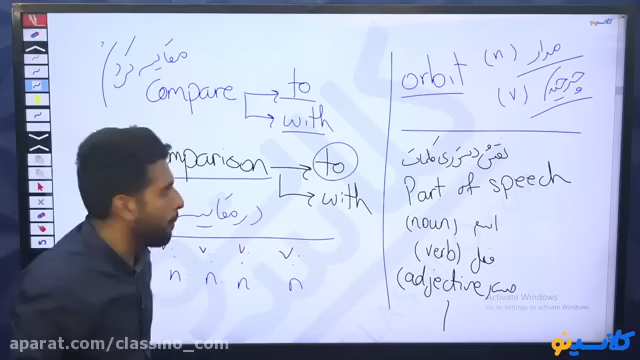 مقایسه کردن
compare
to
with
to
with
در مقایسه
v. v. v. v.
n n. n. n
orbit (n) مدار
(v) چرخیدن
نقش دستوری کلمات
Part of speech
(noun) اسم
(verb) فعل
(adjective) صفت
Activate Windows
Go to Settings to activate Windows.
کلاسینو
aparat.com/classino_com